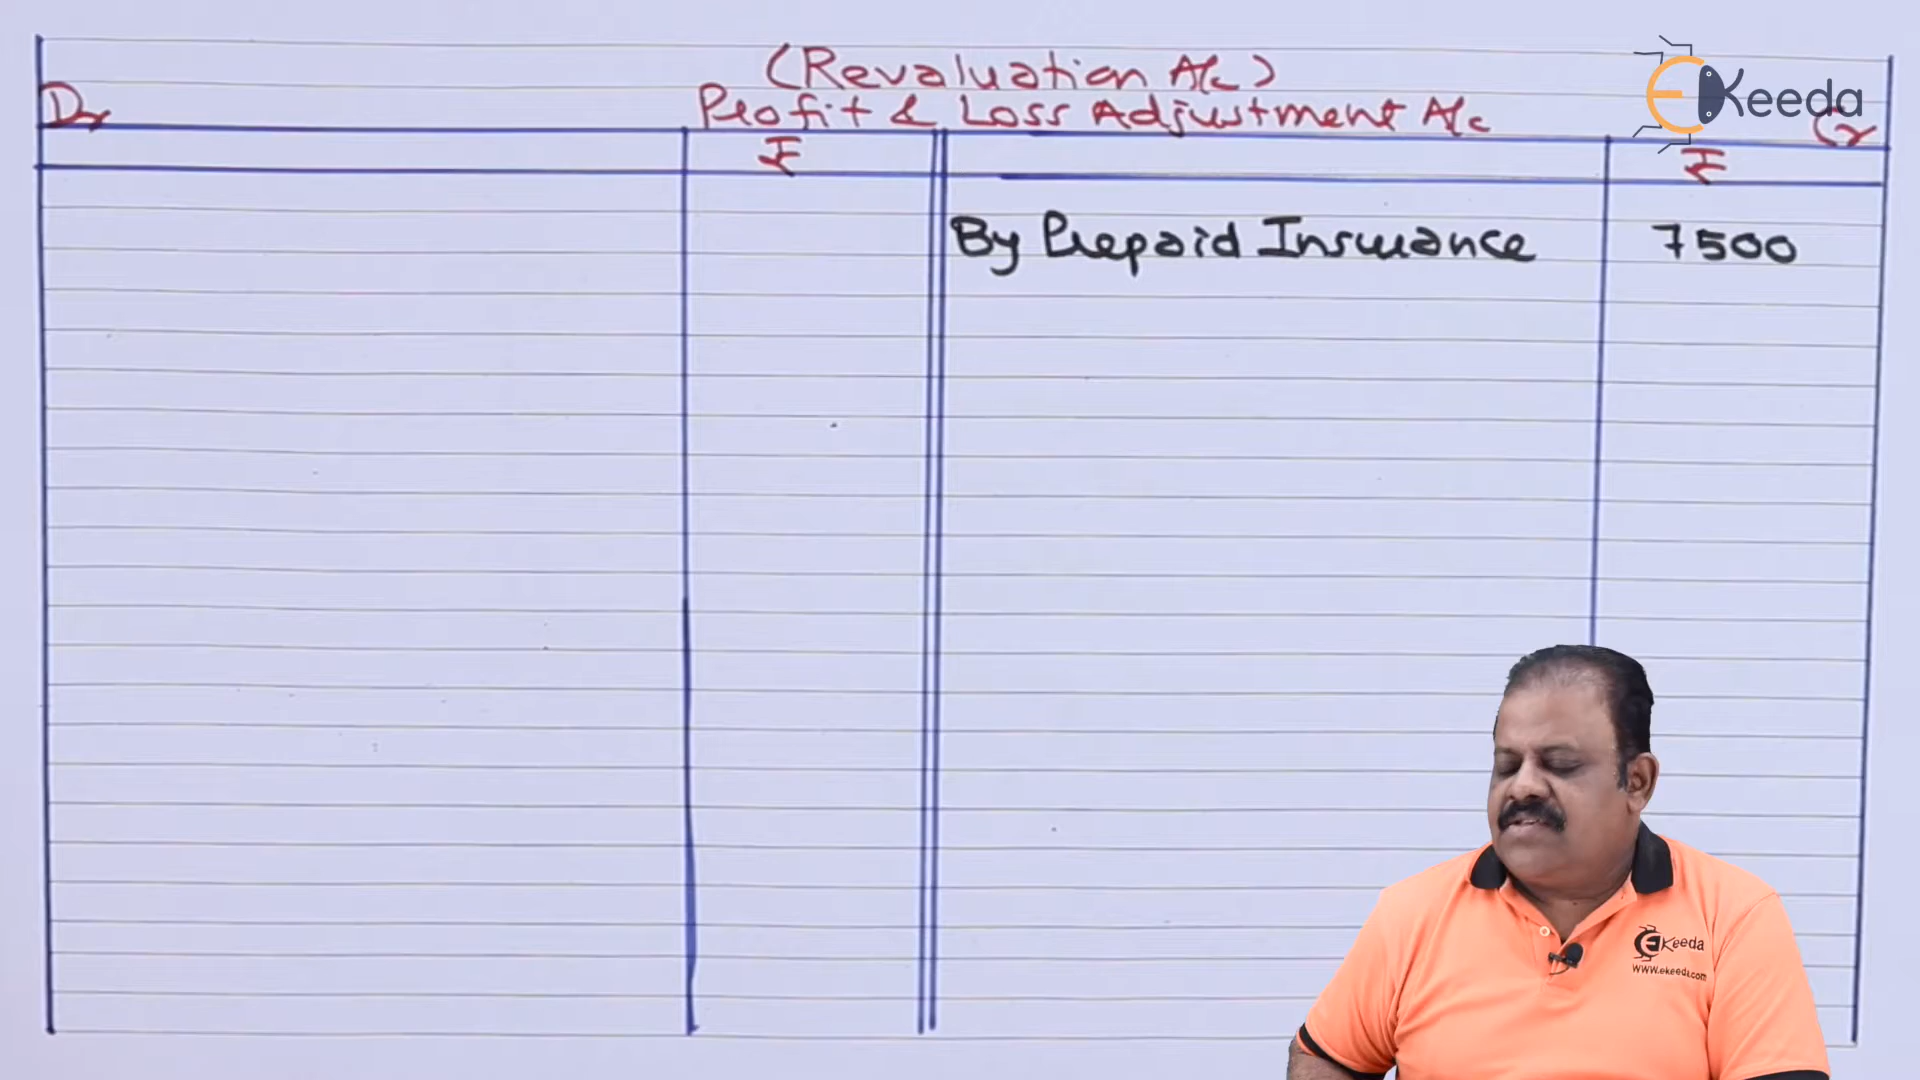 (Revaluation A/c)
Profit & Loss Adjustment A/c
Dr
Cr
₹
₹
By Prepaid Insurance 7500
EKeeda
EKeeda
www.ekeeda.com